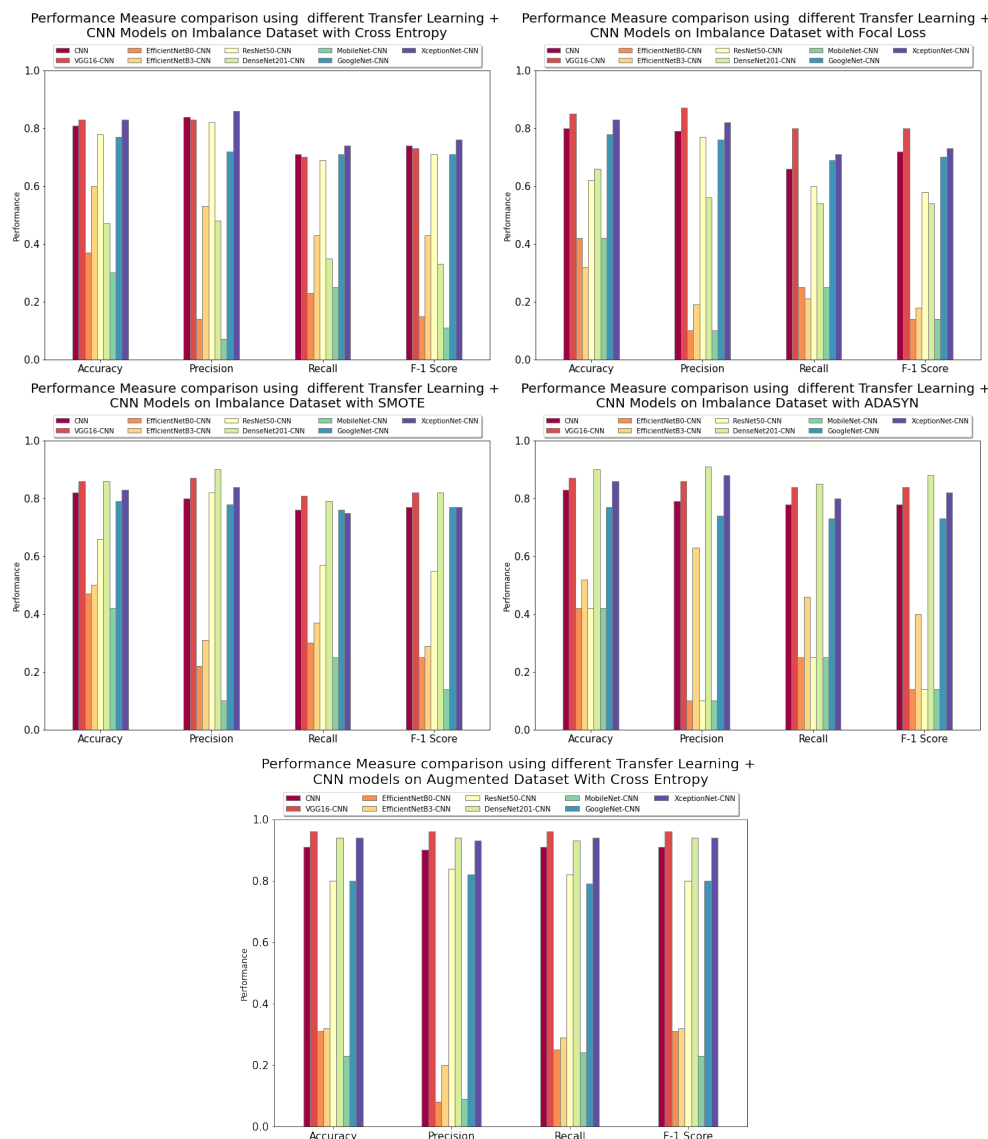 Performance Measure comparison using  different Transfer Learning +
CNN Models on Imbalance Dataset with Cross Entropy
CNN
VGG16-CNN
EfficientNetB0-CNN
EfficientNetB3-CNN
ResNet50-CNN
DenseNet201-CNN
MobileNet-CNN
GoogleNet-CNN
XceptionNet-CNN
1.0
0.8
0.6
0.4
0.2
0.0
Performance
Accuracy
Precision
Recall
F-1 Score
Performance Measure comparison using  different Transfer Learning +
CNN Models on Imbalance Dataset with Focal Loss
CNN
VGG16-CNN
EfficientNetB0-CNN
EfficientNetB3-CNN
ResNet50-CNN
DenseNet201-CNN
MobileNet-CNN
GoogleNet-CNN
XceptionNet-CNN
1.0
0.8
0.6
0.4
0.2
0.0
Performance
Accuracy
Precision
Recall
F-1 Score
Performance Measure comparison using  different Transfer Learning +
CNN Models on Imbalance Dataset with SMOTE
CNN
VGG16-CNN
EfficientNetB0-CNN
EfficientNetB3-CNN
ResNet50-CNN
DenseNet201-CNN
MobileNet-CNN
GoogleNet-CNN
XceptionNet-CNN
1.0
0.8
0.6
0.4
0.2
0.0
Performance
Accuracy
Precision
Recall
F-1 Score
Performance Measure comparison using  different Transfer Learning +
CNN Models on Imbalance Dataset with ADASYN
CNN
VGG16-CNN
EfficientNetB0-CNN
EfficientNetB3-CNN
ResNet50-CNN
DenseNet201-CNN
MobileNet-CNN
GoogleNet-CNN
XceptionNet-CNN
1.0
0.8
0.6
0.4
0.2
0.0
Performance
Accuracy
Precision
Recall
F-1 Score
Performance Measure comparison using different Transfer Learning +
CNN models on Augmented Dataset With Cross Entropy
CNN
VGG16-CNN
EfficientNetB0-CNN
EfficientNetB3-CNN
ResNet50-CNN
DenseNet201-CNN
MobileNet-CNN
GoogleNet-CNN
XceptionNet-CNN
1.0
0.8
0.6
0.4
0.2
0.0
Performance
Accuracy
Precision
Recall
F-1 Score